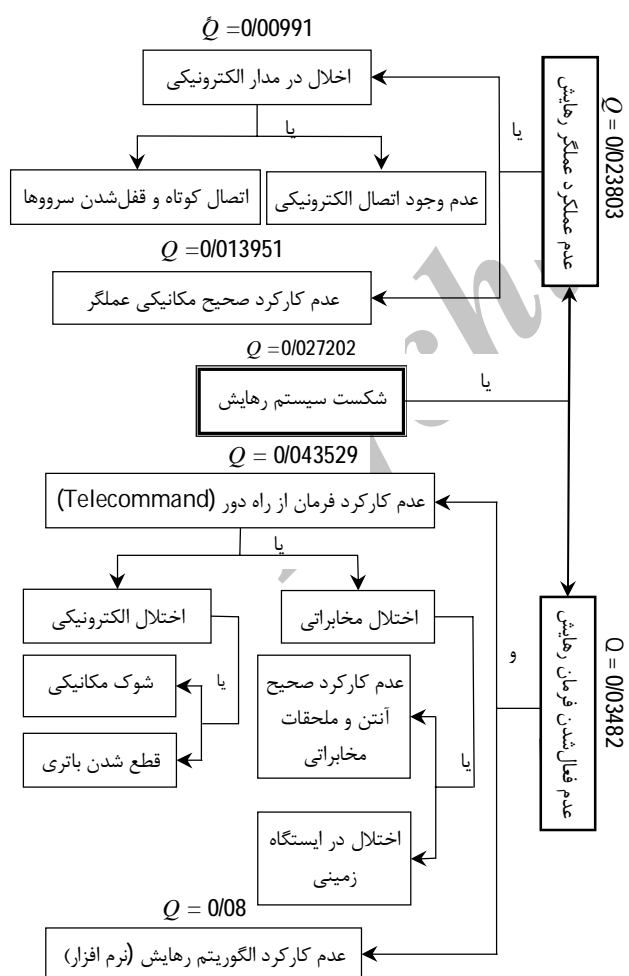 Q =0/00991
اخلال در مدار الکترونیکی
یا
یا
عدم عملکرد عملگر رهایش
Q = 0/023803
عدم وجود اتصال الکترونیکی
اتصال کوتاه و قفل‌شدن سرووها
Q =0/013951
عدم کارکرد صحیح مکانیکی عملگر
Q =0/027202
شکست سیستم رهایش
یا
Q = 0/043529
عدم کارکرد فرمان از راه دور (Telecommand)
یا
اختلال مخابراتی
اختلال الکترونیکی
و
عدم فعال‌شدن فرمان رهایش
Q = 0/03482
عدم کارکرد صحیح
آنتن و ملحقات
مخابراتی
یا
شوک مکانیکی
یا
قطع شدن باتری
اختلال در ایستگاه
زمینی
Q = 0/08
عدم کارکرد الگوریتم رهایش (نرم افزار)